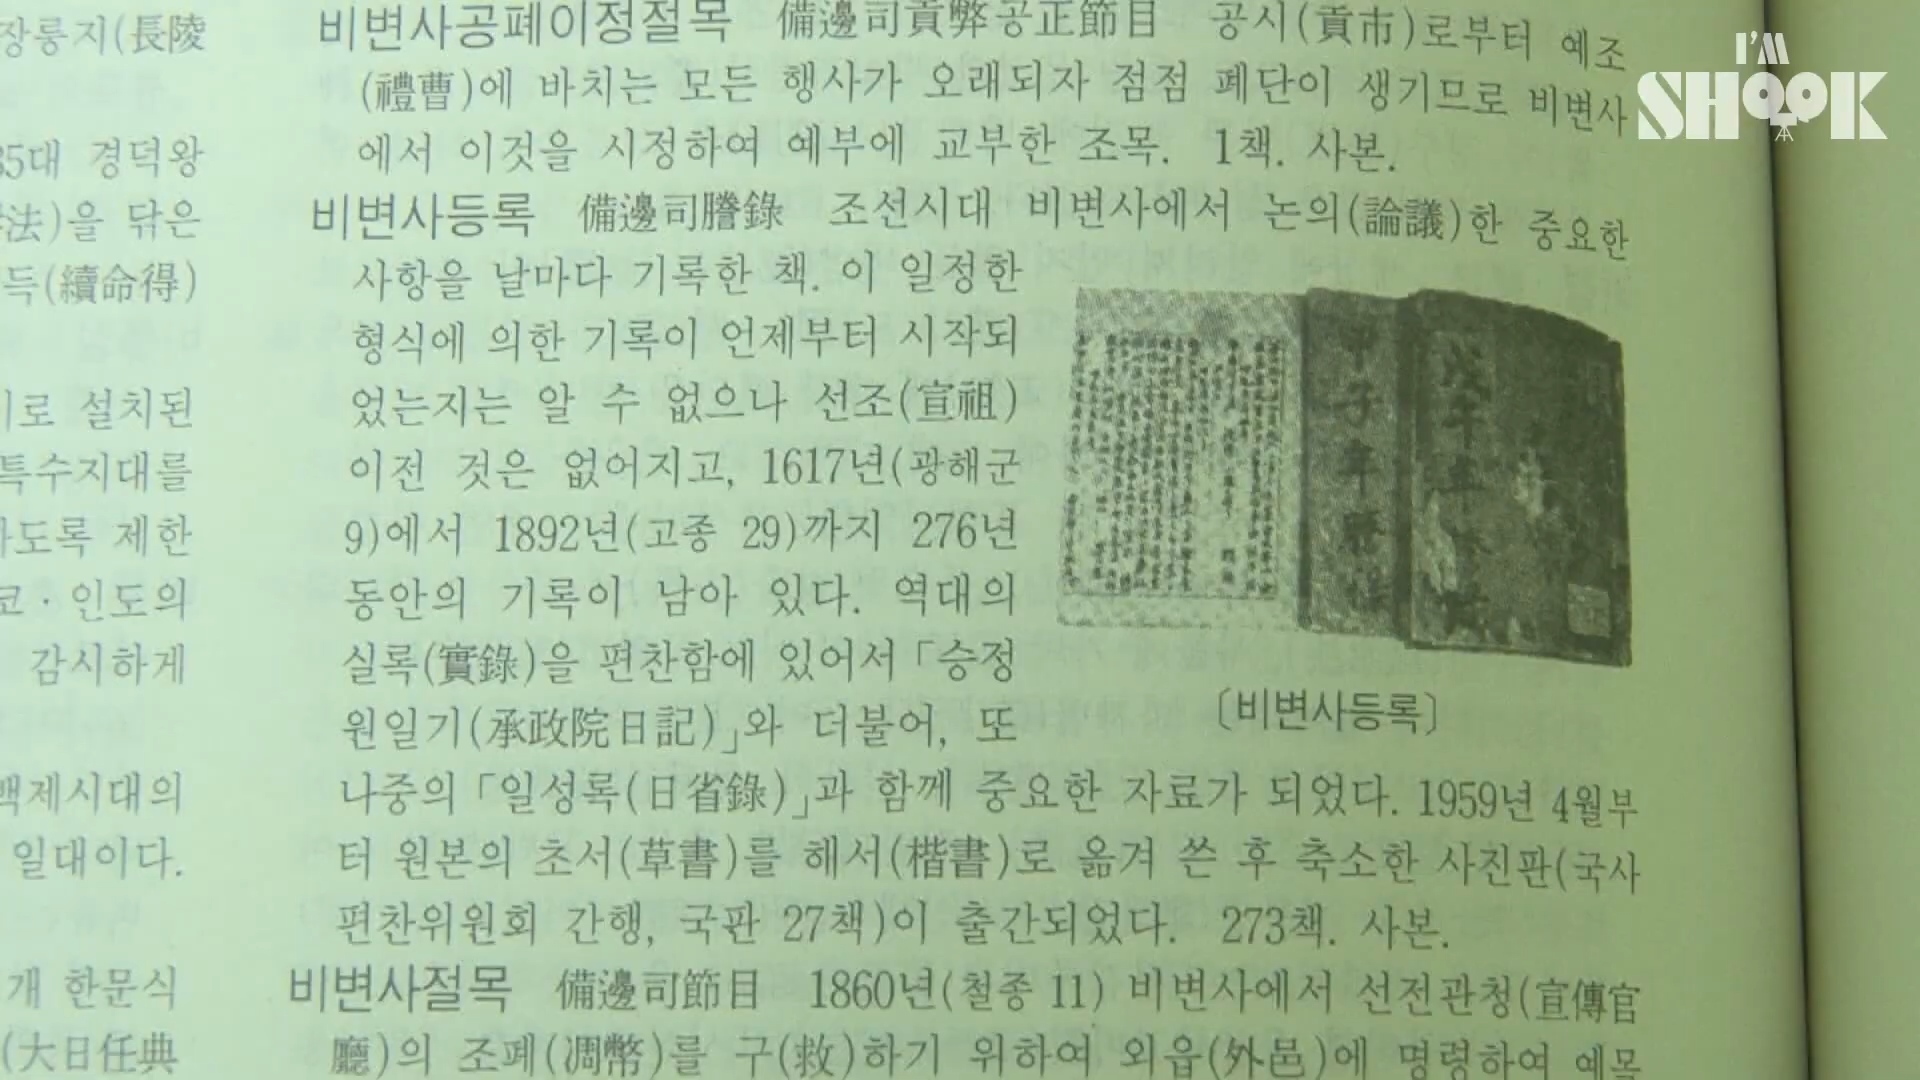 I'M
SHOOK
장릉지(長陵
35대 경덕왕
法)을 닦은
득(續命得)
로 설치된
특수지대를
도록 제한
코·인도의
감시하게
백제시대의
일대이다.
개 한문식
(大日任典
비변사공폐이정절목 備邊司貢弊공正節目 공시(貢市)로부터 예조
(禮曹)에 바치는 모든 행사가 오래되자 점점 폐단이 생기므로 비변사
에서 이것을 시정하여 예부에 교부한 조목. 1책. 사본.
비변사등록 備邊司謄錄 조선시대 비변사에서 논의(論議)한 중요한
사항을 날마다 기록한 책. 이 일정한
형식에 의한 기록이 언제부터 시작되
었는지는 알 수 없으나 선조(宣祖)
이전 것은 없어지고, 1617년(광해군
9)에서 1892년(고종 29)까지 276년
동안의 기록이 남아 있다. 역대의
실록(實錄)을 편찬함에 있어서 「승정
원일기(承政院日記)」와 더불어, 또
나중의 「일성록(日省錄)」과 함께 중요한 자료가 되었다. 1959년 4월부
터 원본의 초서(草書)를 해서(楷書)로 옮겨 쓴 후 축소한 사진판(국사
편찬위원회 간행, 국판 27책)이 출간되었다. 273책. 사본.
甲子年
戊午
〔비변사등록〕
비변사절목 備邊司節目 1860년(철종 11) 비변사에서 선전관청(宣傳官
廳)의 조폐(凋幣)를 구(救)하기 위하여 외읍(外邑)에 명령하여 예목